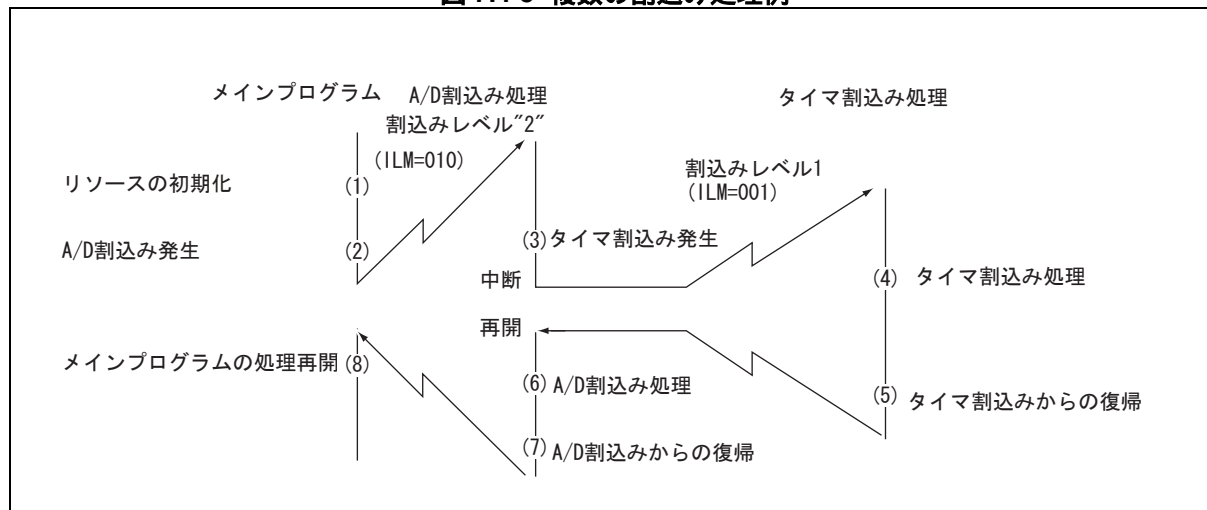 複数の割込み処理例
メインプログラム
A/D割込み処理
割込みレベル"2"
(ILM=010)
タイマ割込み処理
割込みレベル1
(ILM=001)
リソースの初期化
(1)
A/D割込み発生
(2)
(3)タイマ割込み発生
中断
(4) タイマ割込み処理
再開
メインプログラムの処理再開(8)
(6) A/D割込み処理
(5) タイマ割込みからの復帰
(7) A/D割込みからの復帰